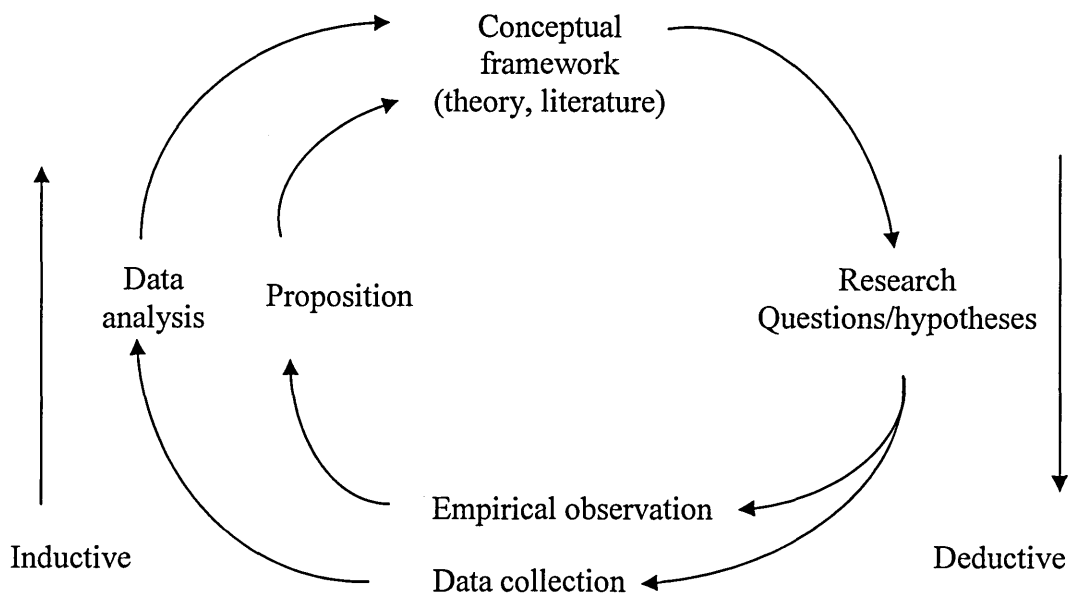 Conceptual
framework
(theory, literature)
Data
analysis
Proposition
Research
Questions/hypotheses
Empirical observation
Inductive
Deductive
Data collection